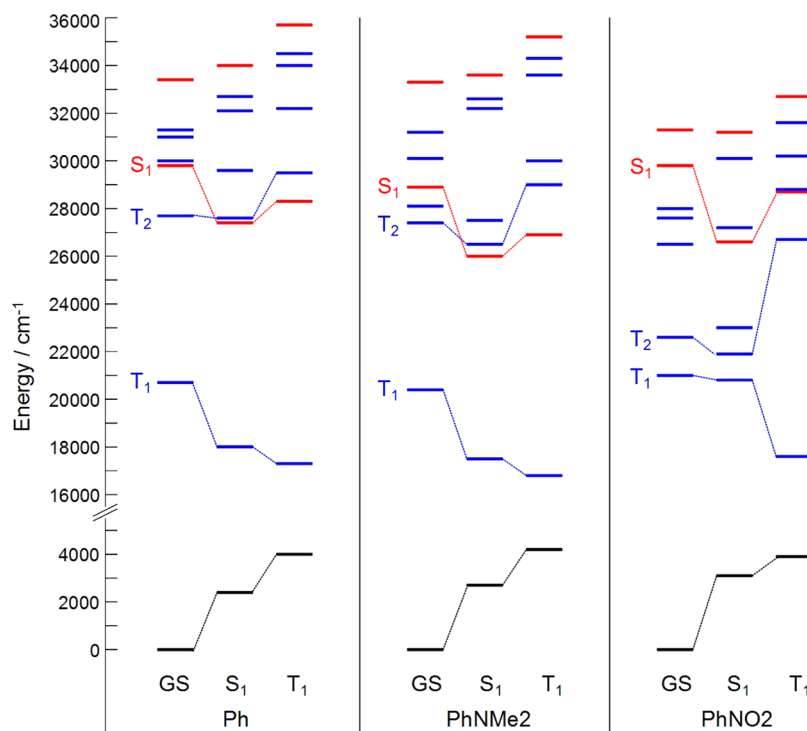 36000
34000
32000
30000
28000
26000
24000
22000
20000
18000
16000
4000
2000
0
Energy / cm⁻¹
S₁
T₂
T₁
S₁
T₂
T₁
S₁
T₂
T₁
GS S₁ T₁ GS S₁ T₁ GS S₁ T₁
Ph PhNMe2 PhNO2